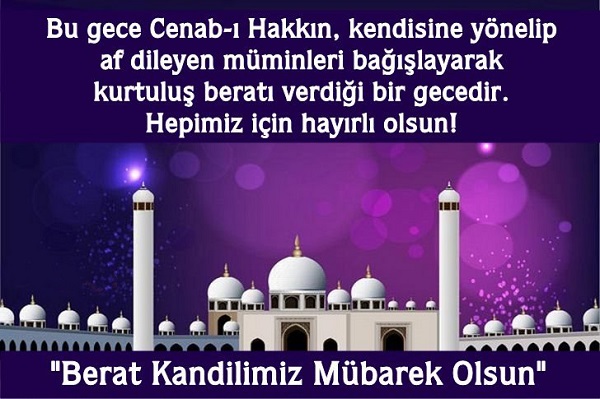 Bu gece Cenab-ı Hakkın, kendisine yönelip
af dileyen müminleri bağışlayarak
kurtuluş beratı verdiği bir gecedir.
Hepimiz için hayırlı olsun!
"Berat Kandilimiz Mübarek Olsun"